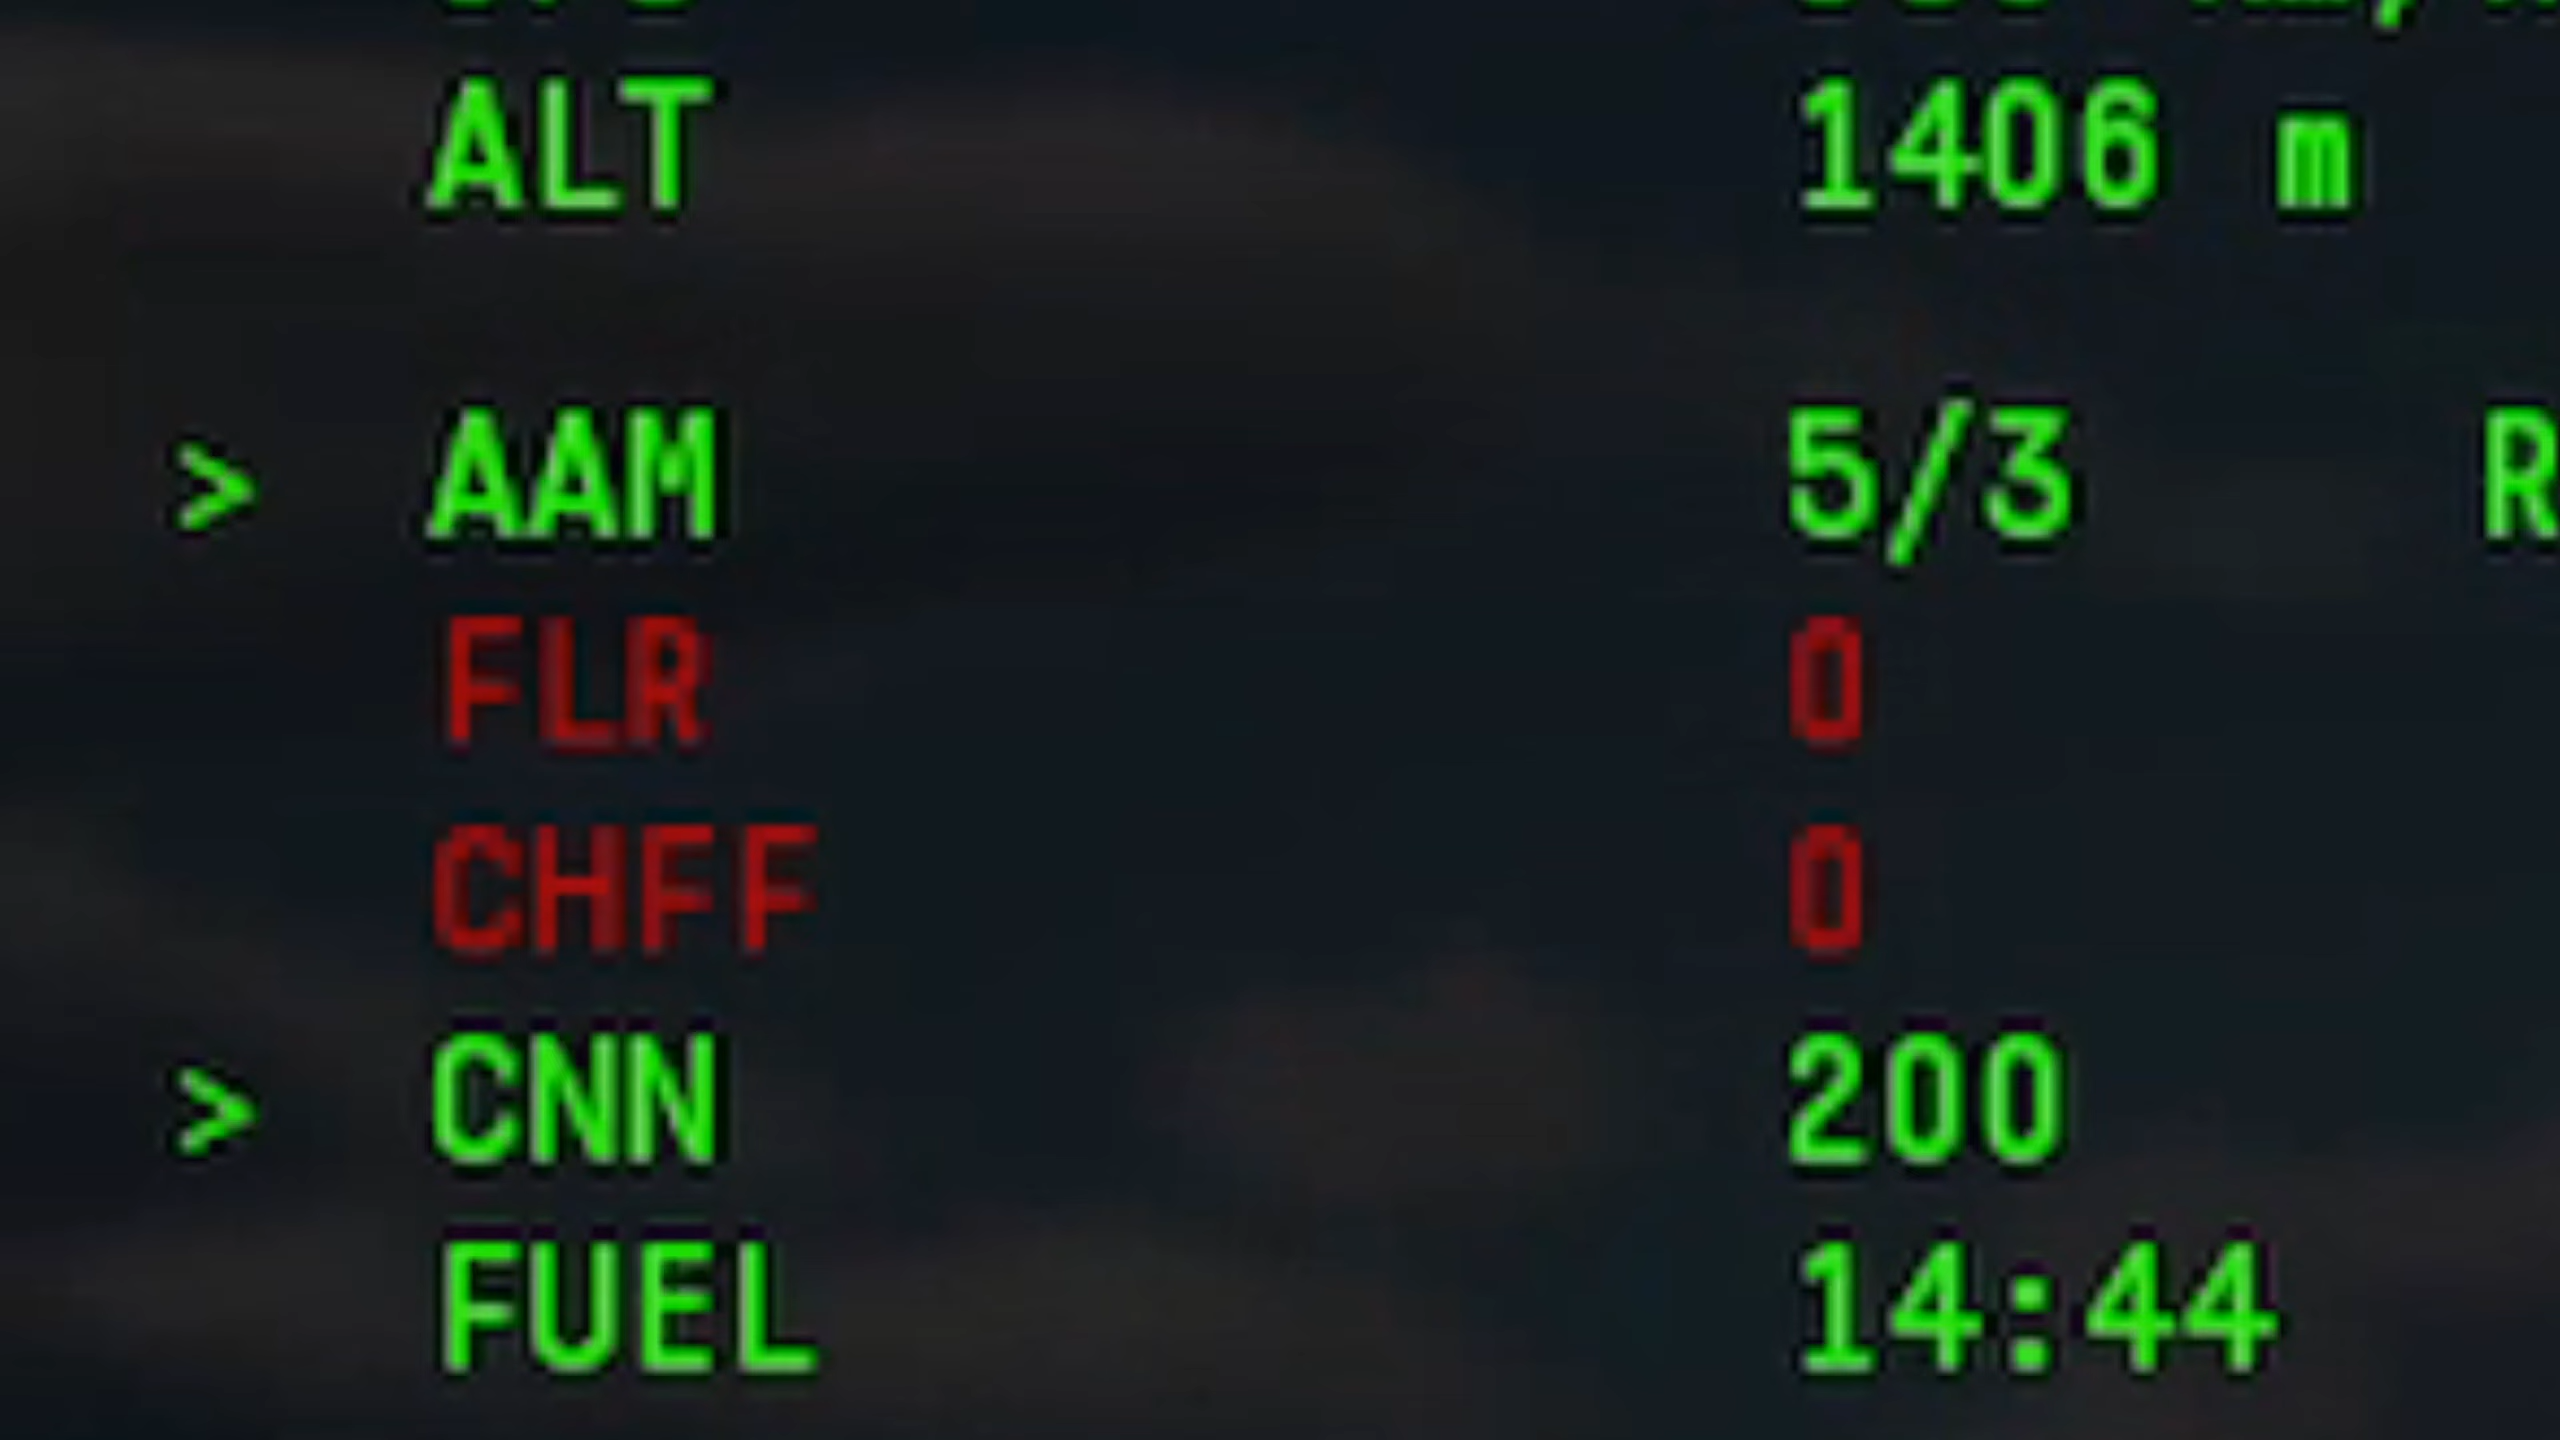 ALT 1406 m
> AAM 5/3 R
FLR 0
CHFF 0
> CNN 200
FUEL 14:44